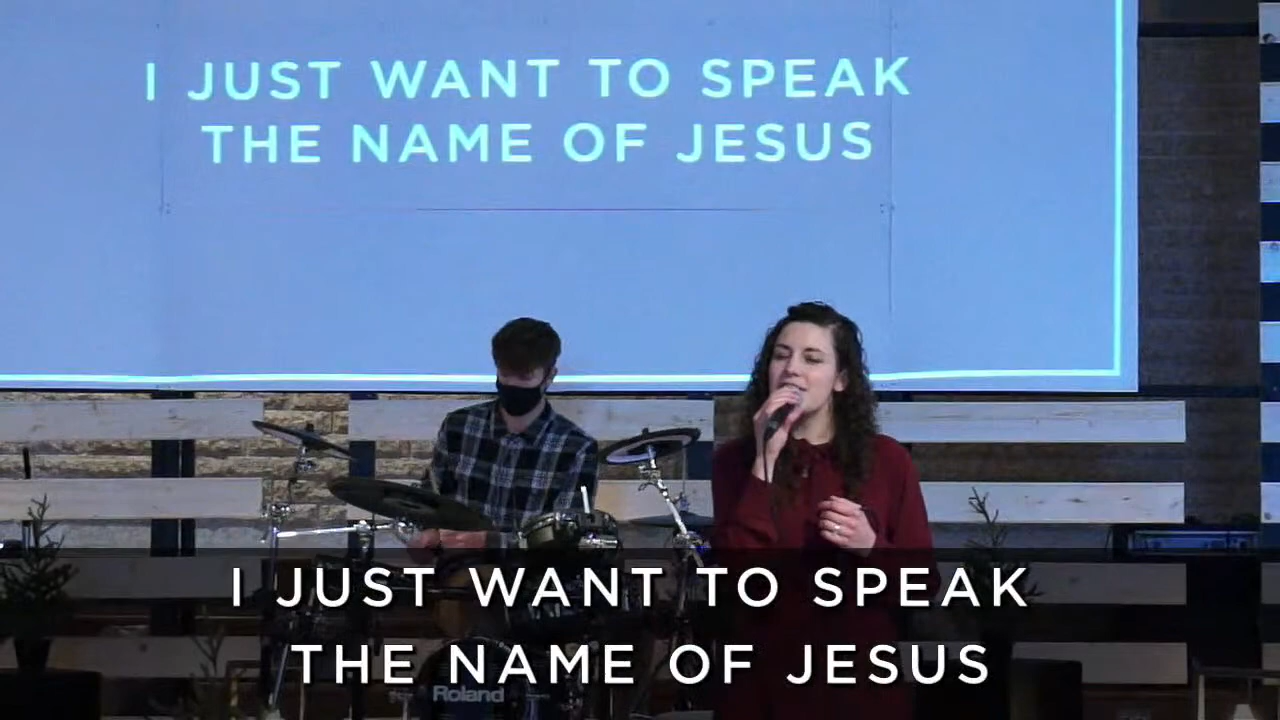 I JUST WANT TO SPEAK
THE NAME OF JESUS
I JUST WANT TO SPEAK
THE NAME OF JESUS
Roland